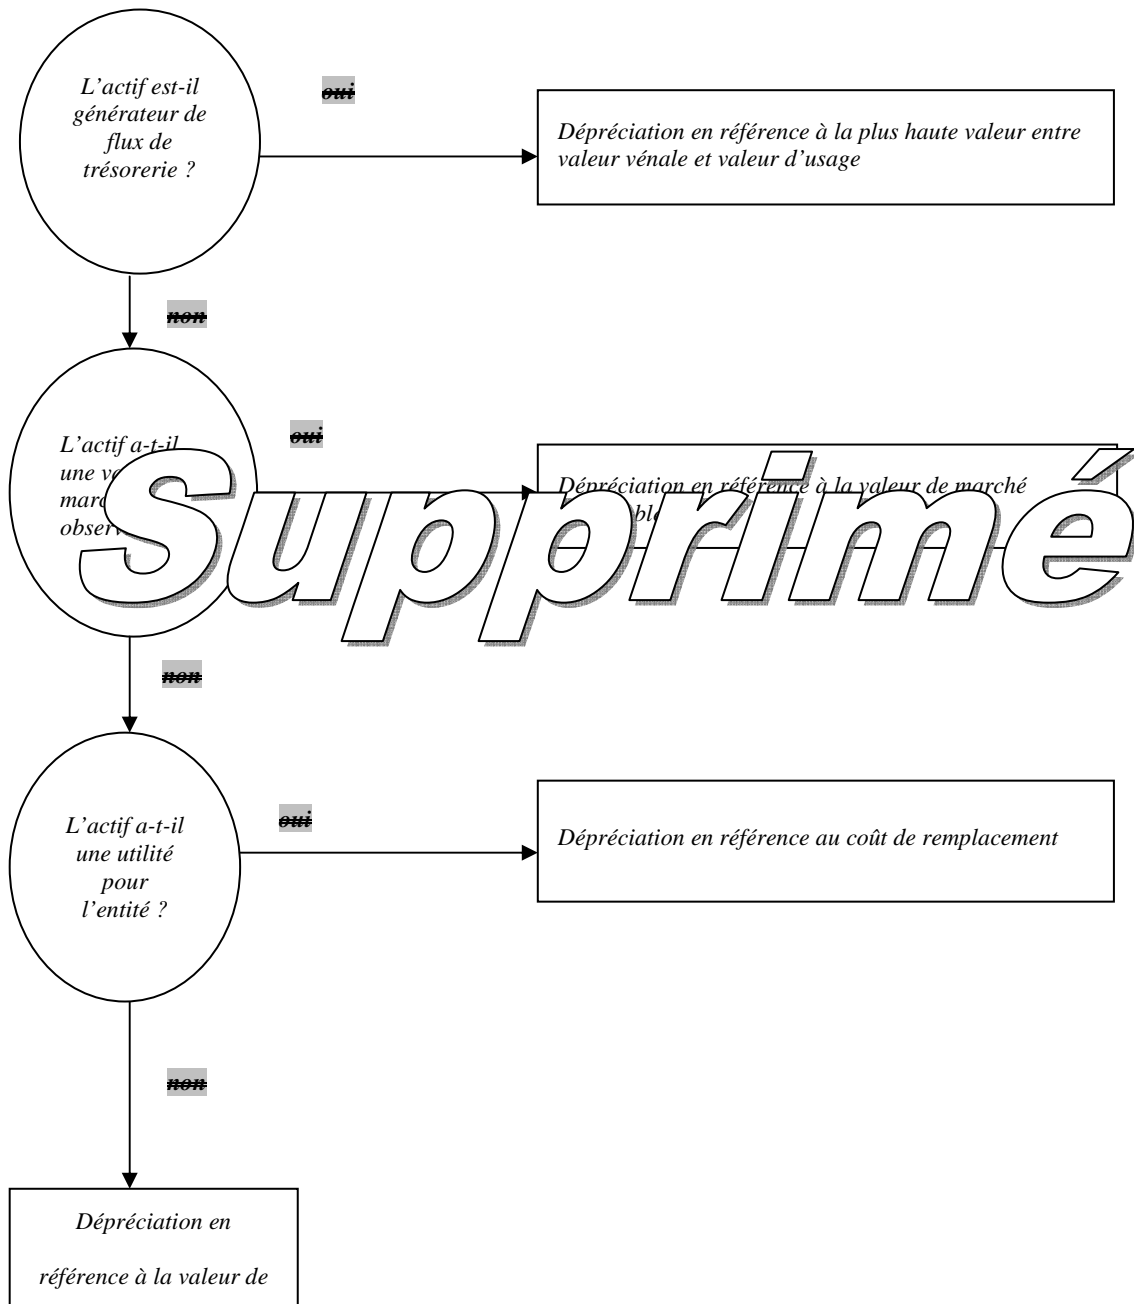 L'actif est-il
générateur de
flux de
trésorerie ?
oui
Dépréciation en référence à la plus haute valeur entre
valeur vénale et valeur d'usage
non
L'actif a-t-il
une
oui
Dépréciation en référence à la valeur de marché
Supprimé
non
L'actif a-t-il
une utilité
pour
l'entité ?
oui
Dépréciation en référence au coût de remplacement
non
Dépréciation en
référence à la valeur de